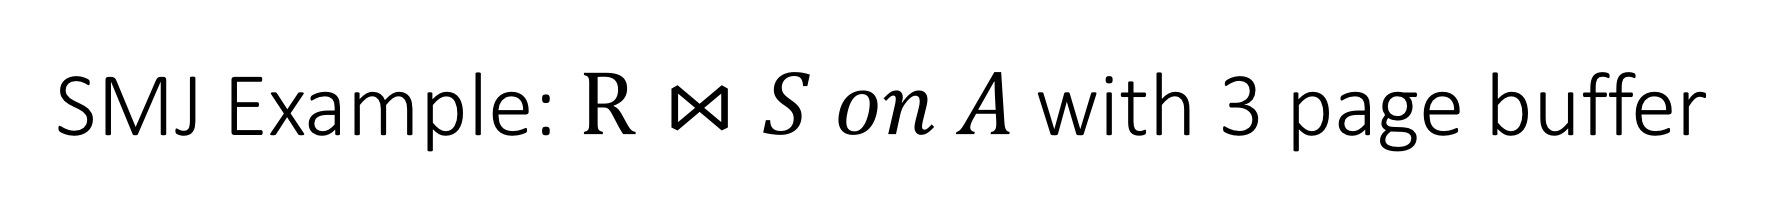 SMJ Example: R ⋈ S on A with 3 page buffer